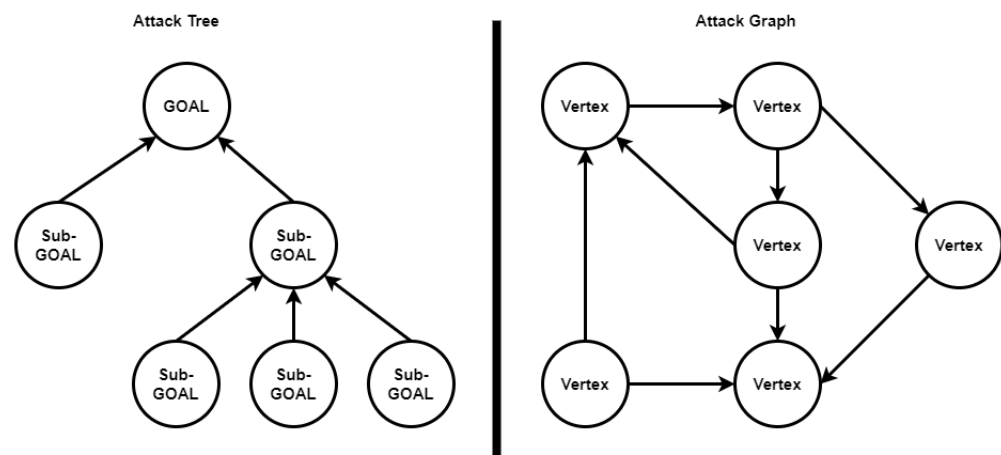 Attack Tree
GOAL
Sub-
GOAL
Sub-
GOAL
Sub-
GOAL
Sub-
GOAL
Sub-
GOAL
Attack Graph
Vertex
Vertex
Vertex
Vertex
Vertex
Vertex